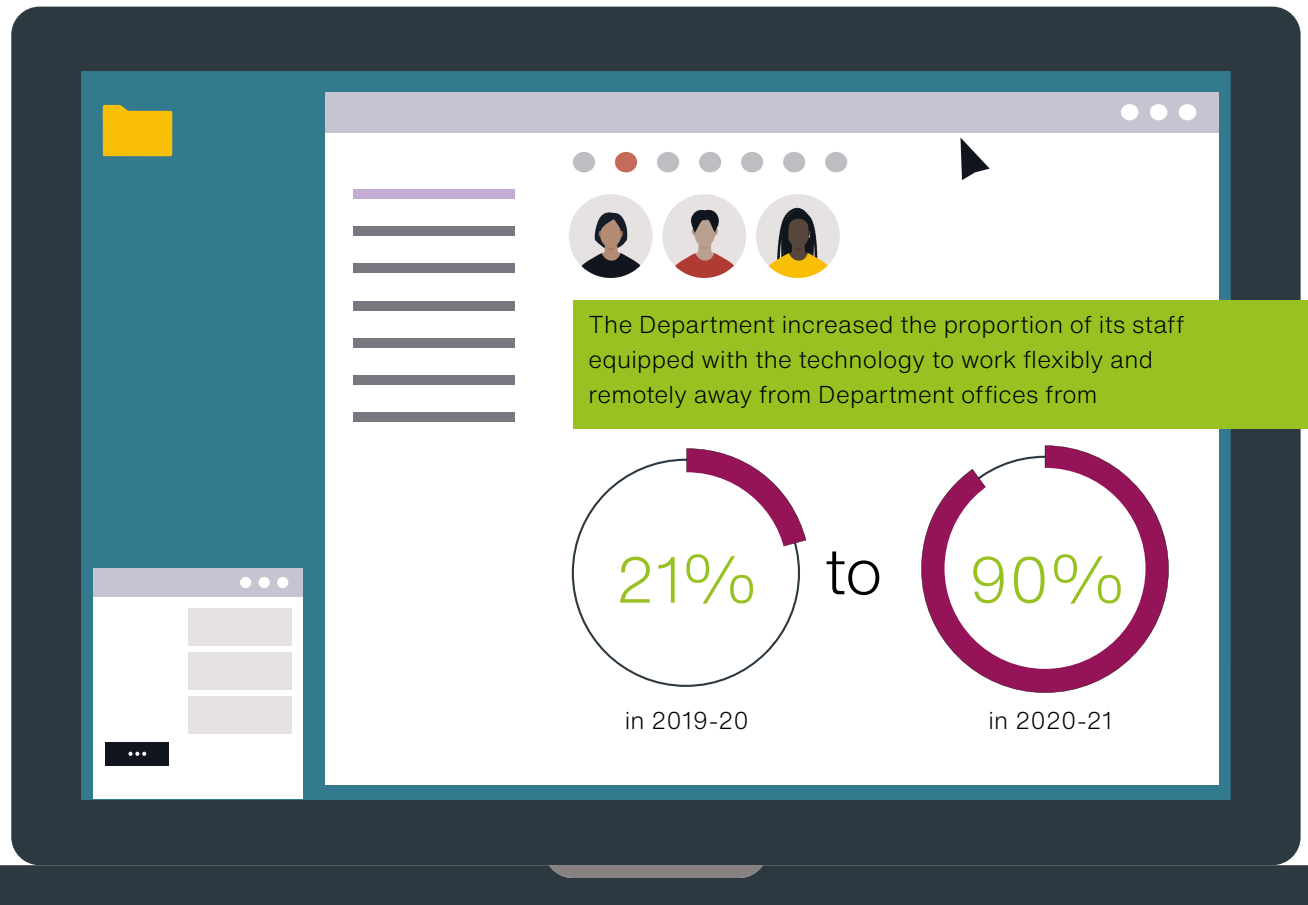 The Department increased the proportion of its staff
equipped with the technology to work flexibly and
remotely away from Department offices from
21% to 90%
in 2019-20 in 2020-21